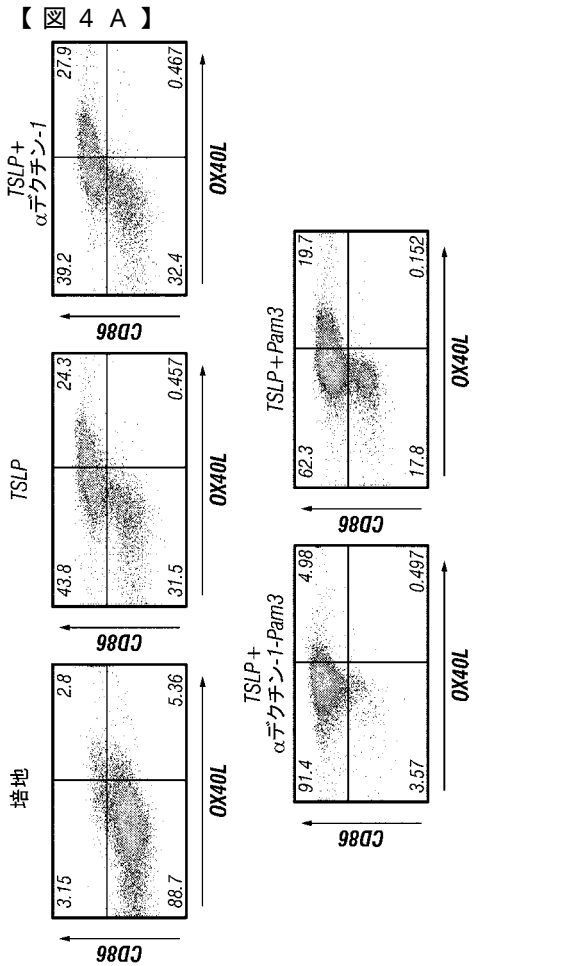 【図４Ａ】
培地
3.15
2.8
88.7
5.36
CD86
OX40L
TSLP
43.8
24.3
31.5
0.457
CD86
OX40L
TSLP+
αデクチン-1
39.2
27.9
32.4
0.467
CD86
OX40L
TSLP+
αデクチン-1-Pam3
91.4
4.98
3.57
0.497
CD86
OX40L
TSLP+Pam3
62.3
19.7
17.8
0.152
CD86
OX40L